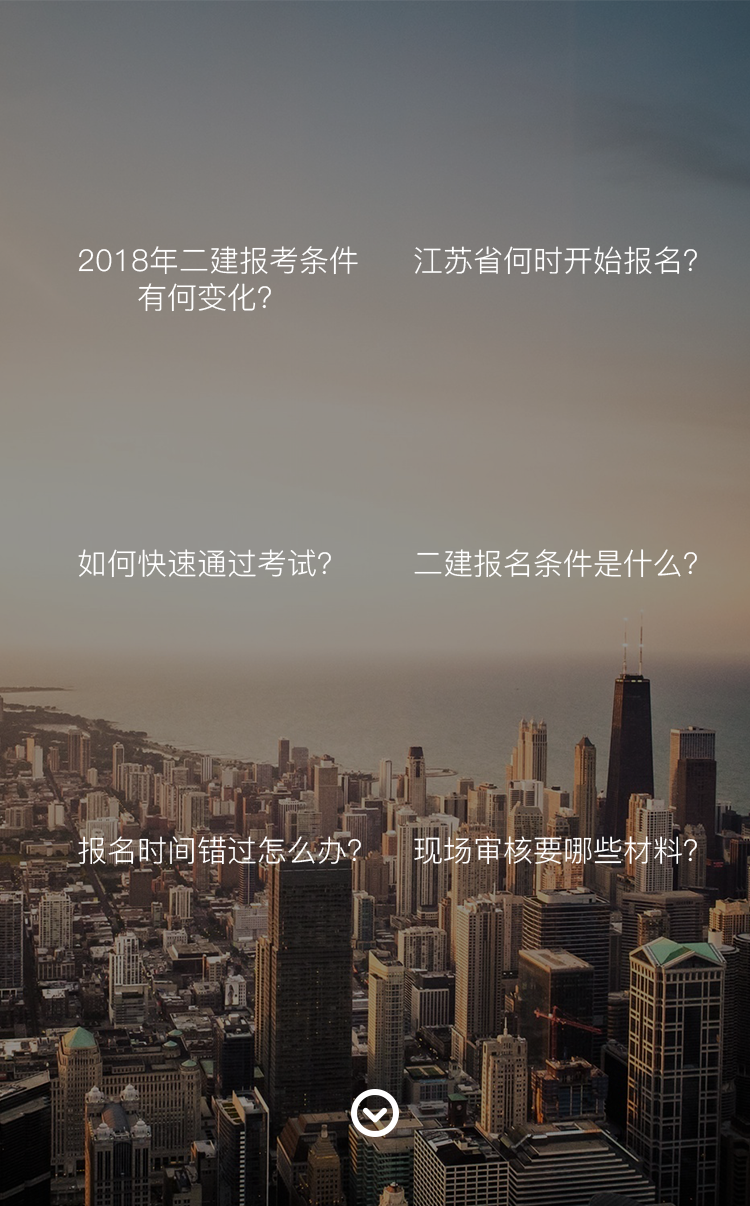 2018年二建报考条件
有何变化?
江苏省何时开始报名?
如何快速通过考试?
二建报名条件是什么?
报名时间错过怎么办?
现场审核要哪些材料?